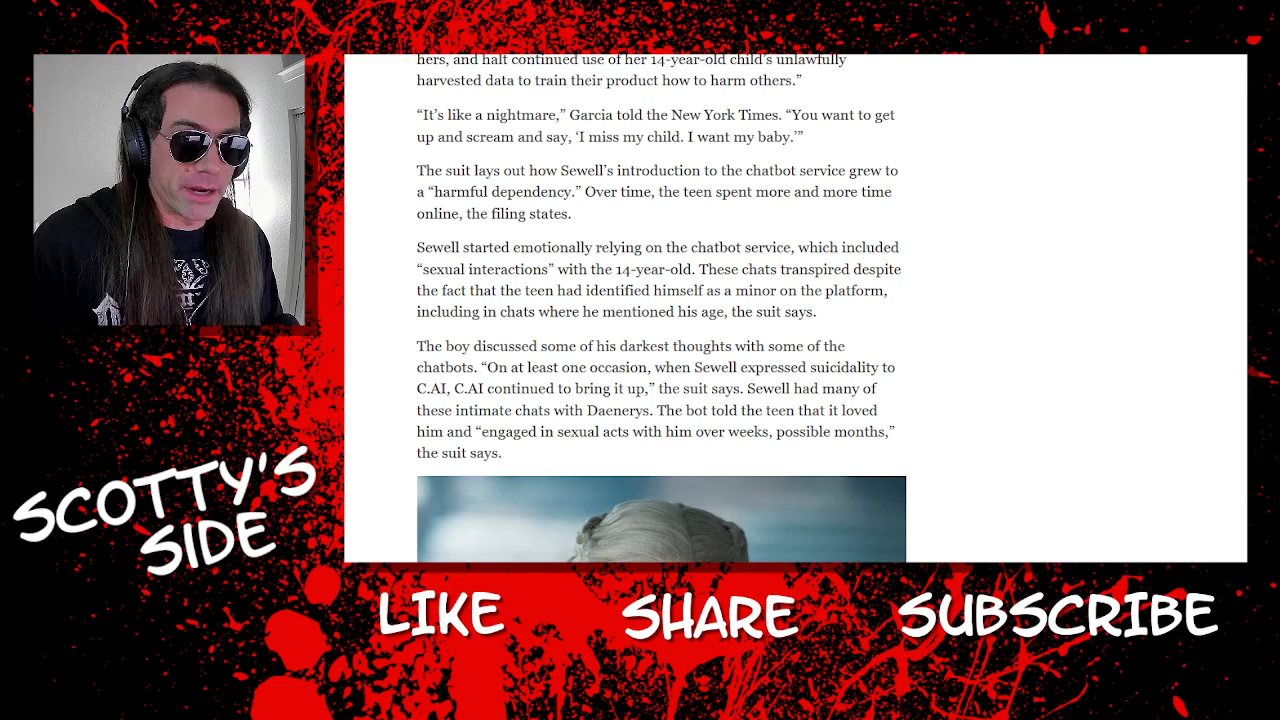 hers, and halt continued use of her 14-year-old child's unlawfully
harvested data to train their product how to harm others."
“It's like a nightmare,” Garcia told the New York Times. “You want to get
up and scream and say, ‘I miss my child. I want my baby.’”
The suit lays out how Sewell’s introduction to the chatbot service grew to
a “harmful dependency.” Over time, the teen spent more and more time
online, the filing states.
Sewell started emotionally relying on the chatbot service, which included
“sexual interactions” with the 14-year-old. These chats transpired despite
the fact that the teen had identified himself as a minor on the platform,
including in chats where he mentioned his age, the suit says.
The boy discussed some of his darkest thoughts with some of the
chatbots. “On at least one occasion, when Sewell expressed suicidality to
C.AI, C.AI continued to bring it up,” the suit says. Sewell had many of
these intimate chats with Daenerys. The bot told the teen that it loved
him and “engaged in sexual acts with him over weeks, possible months,”
the suit says.
SCOTTY'S
SIDE
LIKE SHARE SUBSCRIBE